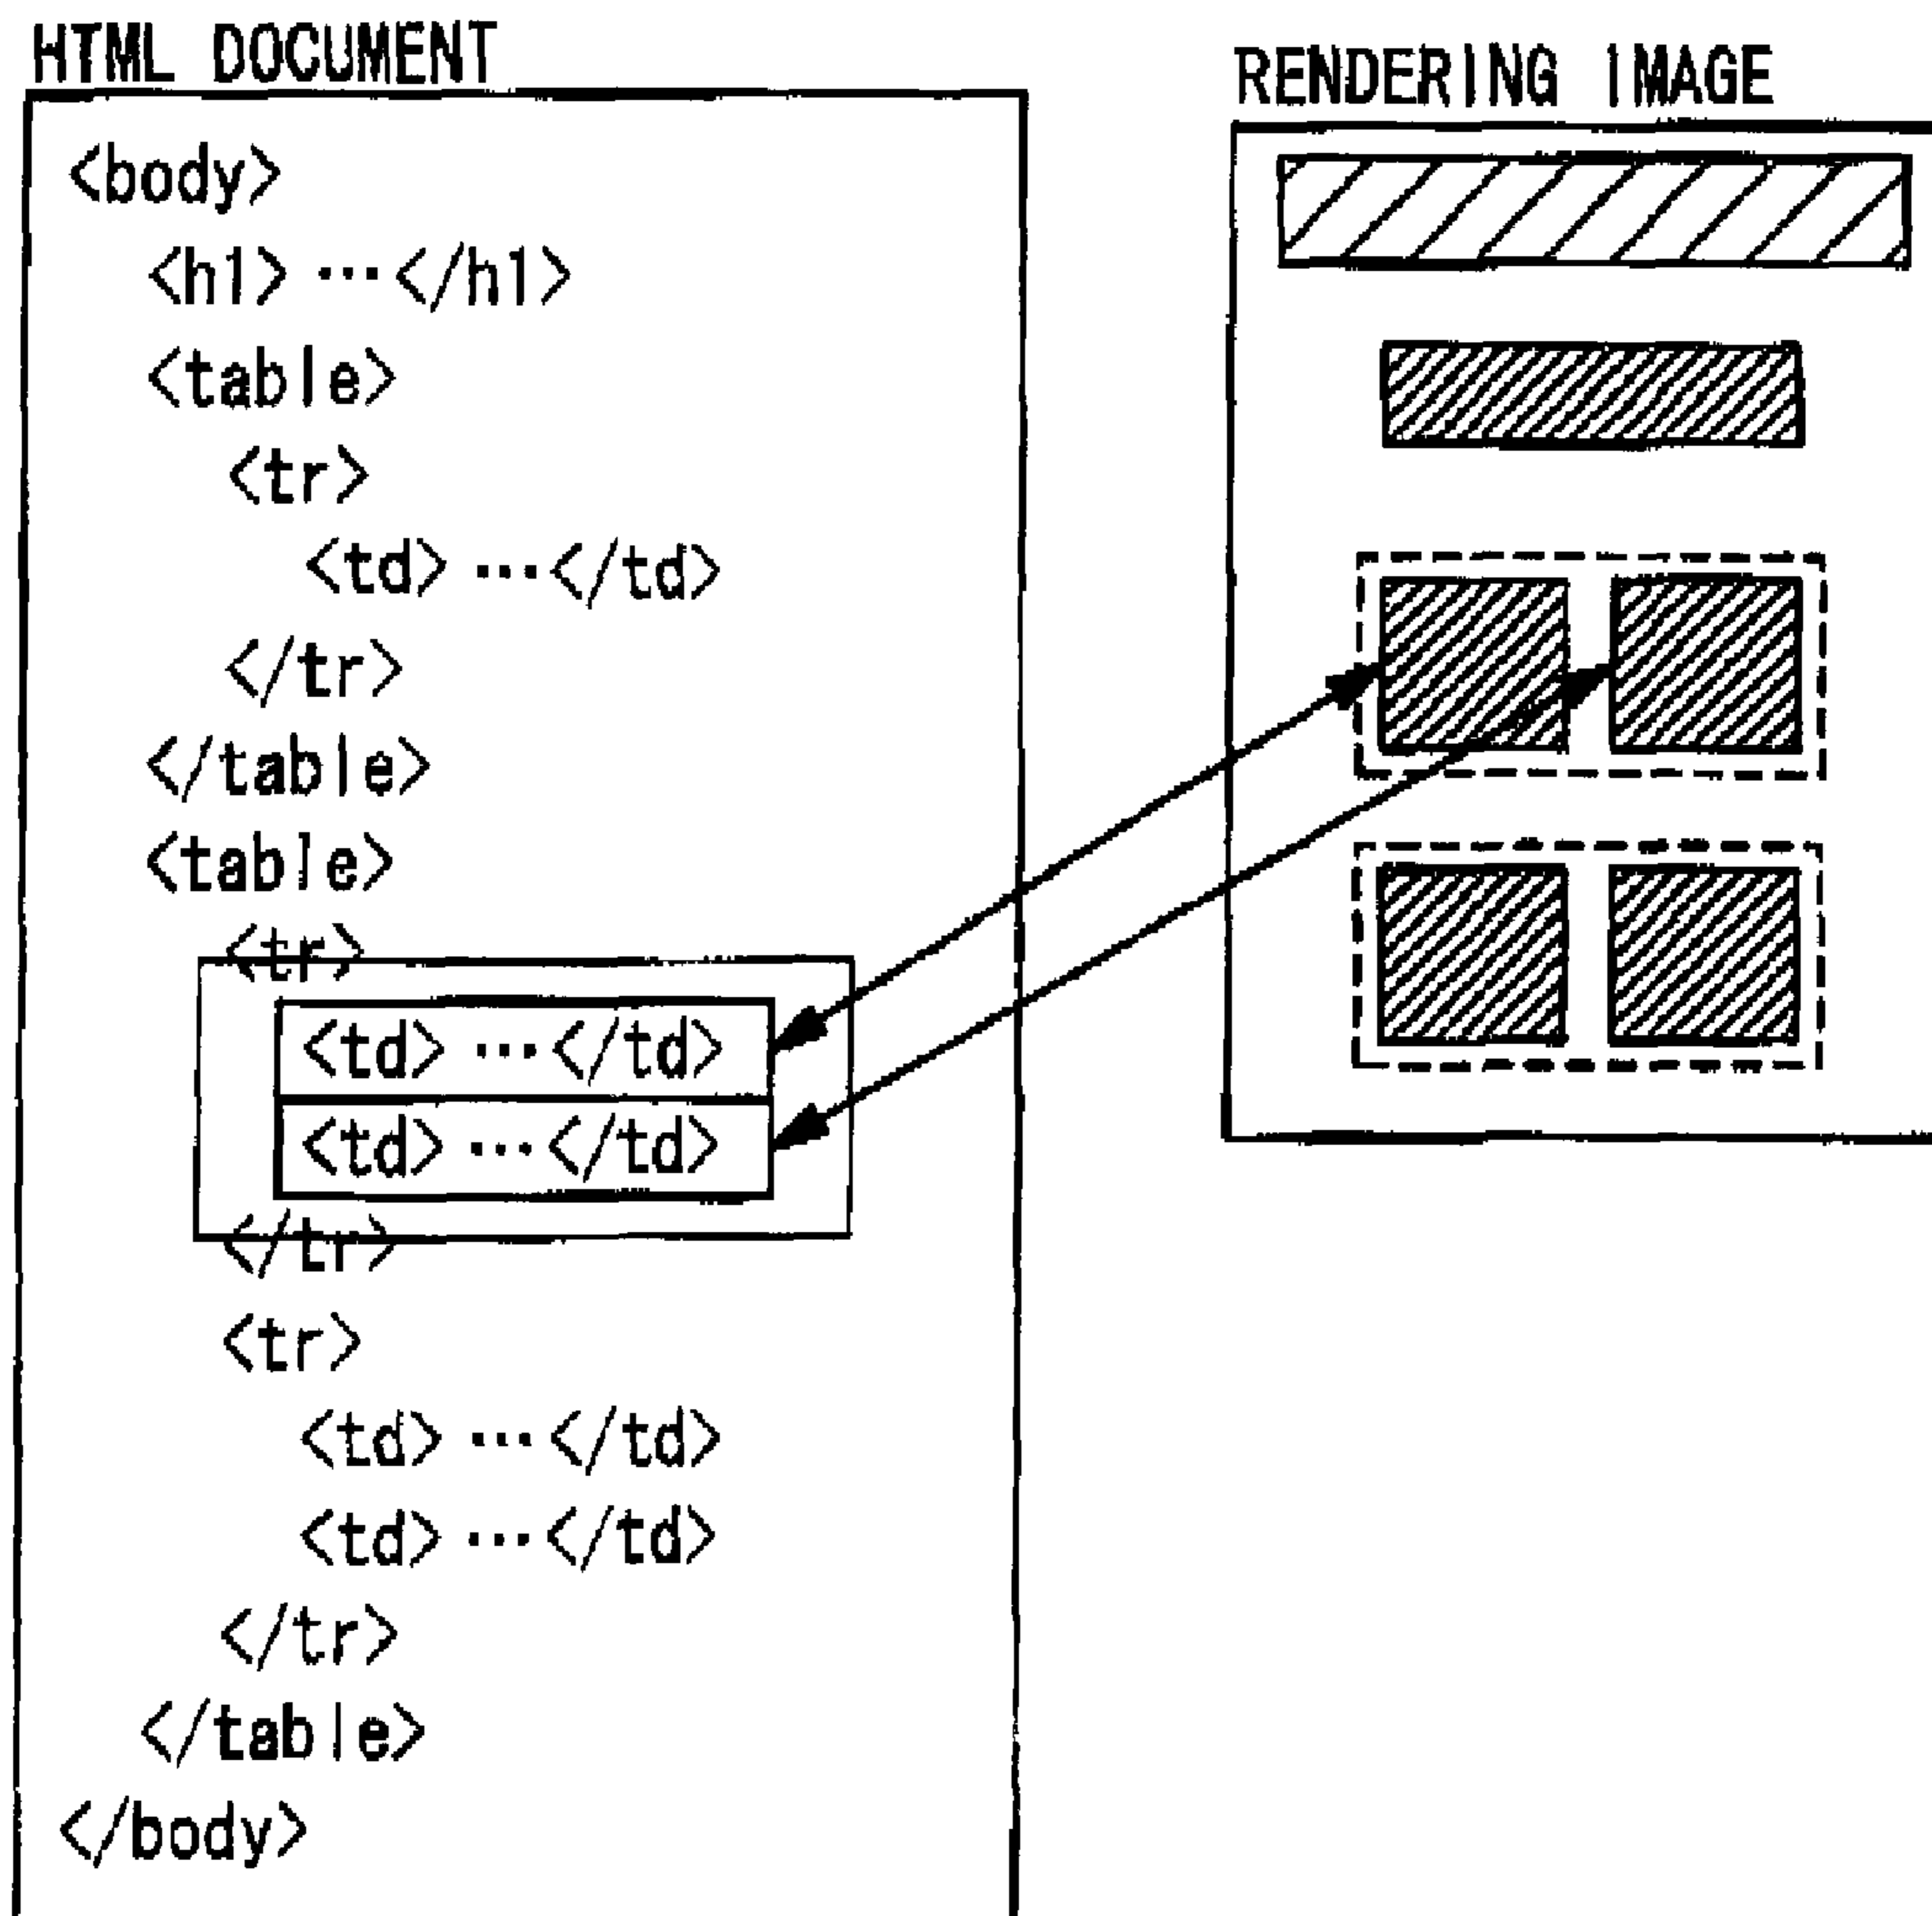 HTML DOCUMENT
<body>
<h1>…</h1>
<table>
<tr>
<td>…</td>
</tr>
</table>
<table>
<tr>
<td>…</td>
<td>…</td>
</tr>
<tr>
<td>…</td>
<td>…</td>
</tr>
</table>
</body>
RENDERING IMAGE